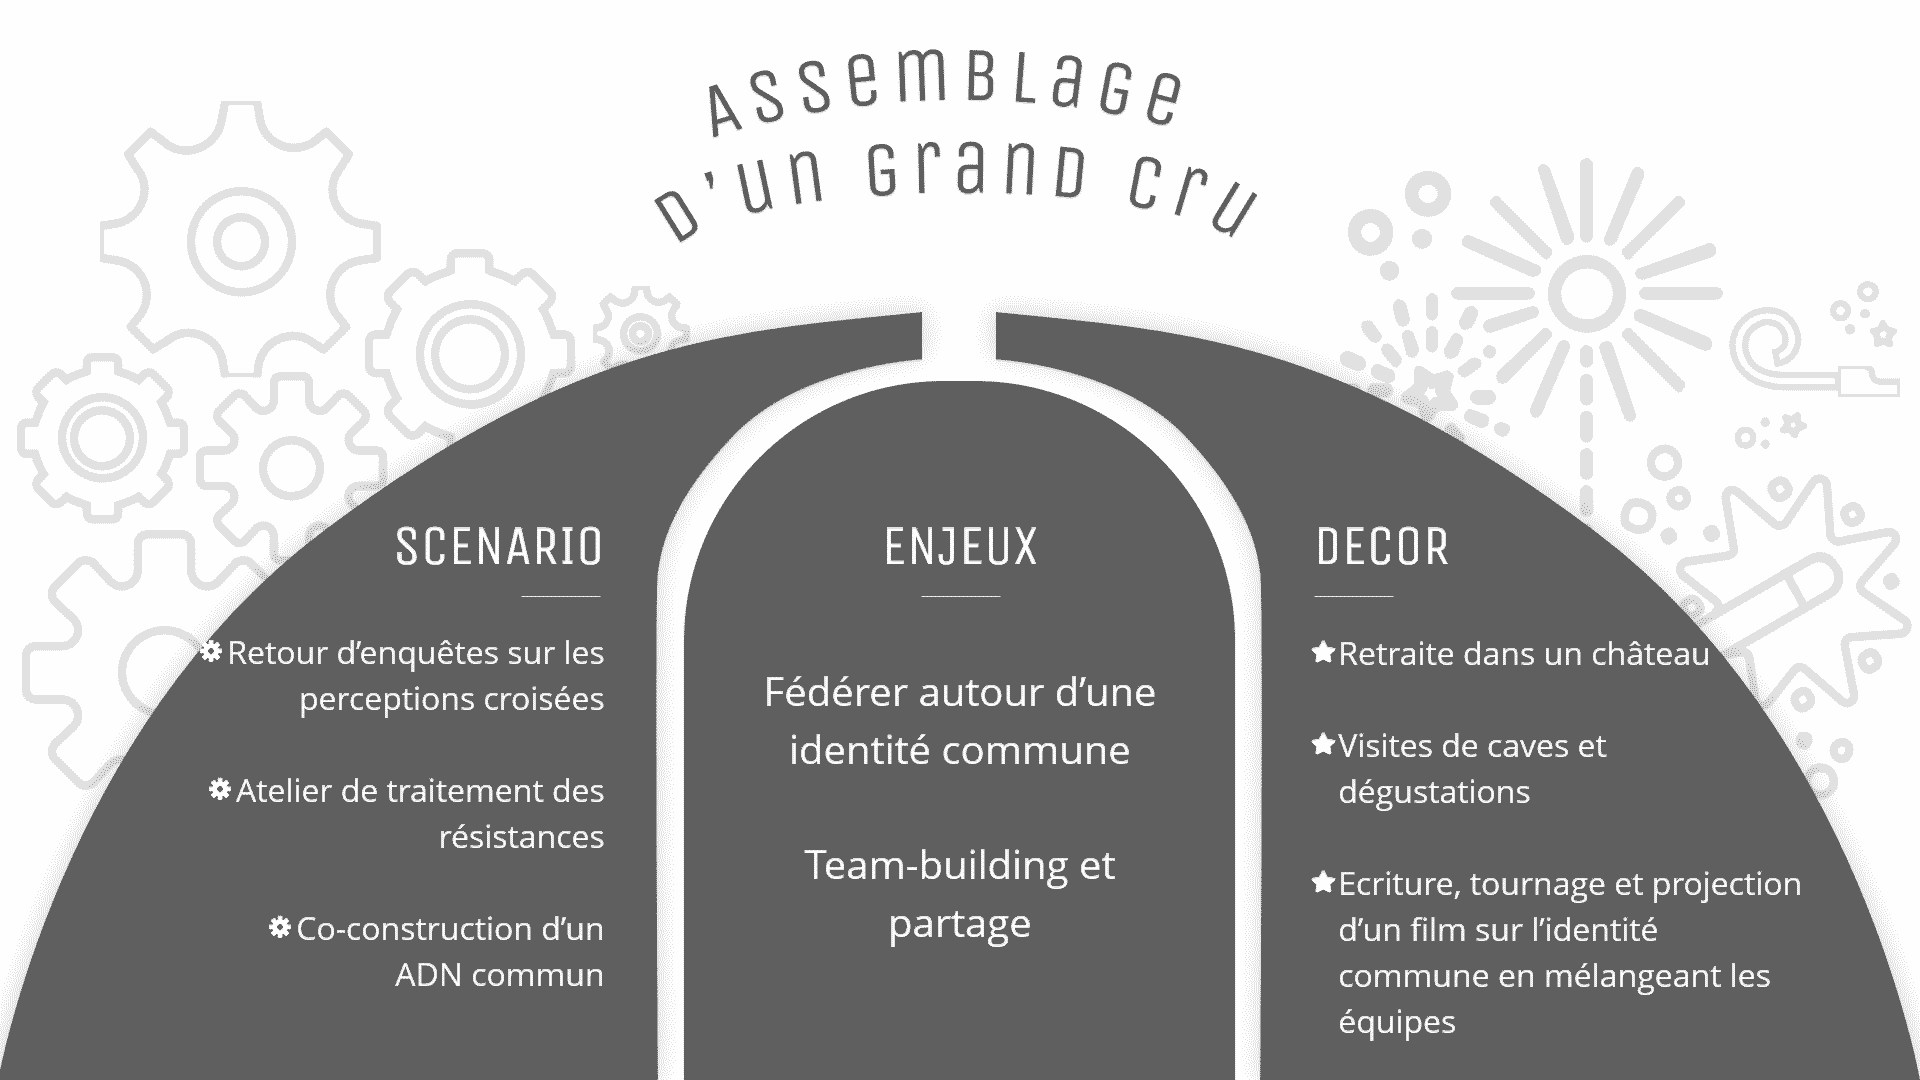 Assemblage
d'un grand cru
SCENARIO
Retour d’enquêtes sur les
perceptions croisées
Atelier de traitement des
résistances
Co-construction d’un
ADN commun
ENJEUX
Fédérer autour d’une
identité commune
Team-building et
partage
DECOR
Retraite dans un château
Visites de caves et
dégustations
Ecriture, tournage et projection
d’un film sur l’identité
commune en mélangeant les
équipes